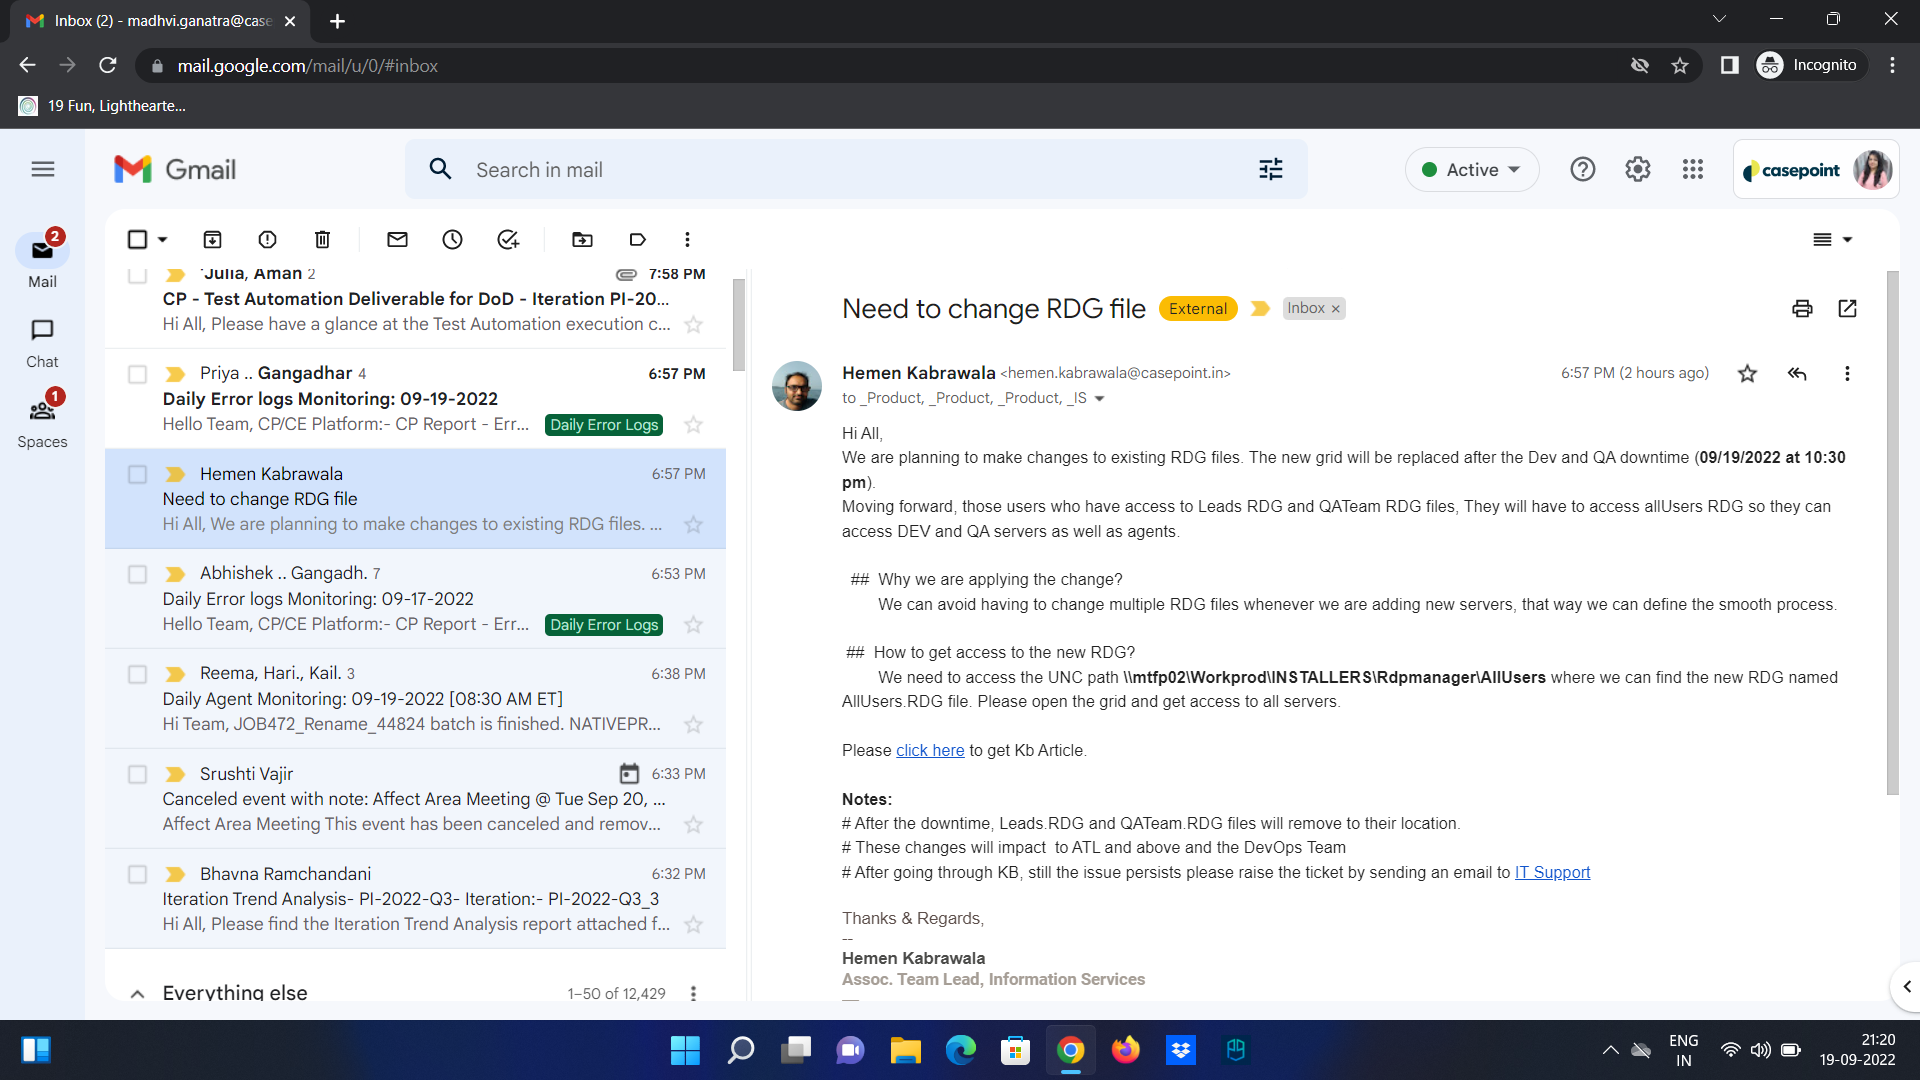 Inbox (2) - madhvi.ganatra@case
mail.google.com/mail/u/0/#inbox
Incognito
19 Fun, Lighthearte...
Gmail
Search in mail
Active
casepoint
2
Mail
Chat
1
Spaces
'Julia, Aman 2
7:58 PM
CP - Test Automation Deliverable for DoD - Iteration PI-20...
Hi All, Please have a glance at the Test Automation execution c...
Priya .. Gangadhar 4
6:57 PM
Daily Error logs Monitoring: 09-19-2022
Hello Team, CP/CE Platform:- CP Report - Err...
Daily Error Logs
Hemen Kabrawala
6:57 PM
Need to change RDG file
Hi All, We are planning to make changes to existing RDG files. ...
Abhishek .. Gangadh. 7
6:53 PM
Daily Error logs Monitoring: 09-17-2022
Hello Team, CP/CE Platform:- CP Report - Err...
Daily Error Logs
Reema, Hari., Kail. 3
6:38 PM
Daily Agent Monitoring: 09-19-2022 [08:30 AM ET]
Hi Team, JOB472_Rename_44824 batch is finished. NATIVEPR...
Srushti Vajir
6:33 PM
Canceled event with note: Affect Area Meeting @ Tue Sep 20, ...
Affect Area Meeting This event has been canceled and remov...
Bhavna Ramchandani
6:32 PM
Iteration Trend Analysis- PI-2022-Q3- Iteration:- PI-2022-Q3_3
Hi All, Please find the Iteration Trend Analysis report attached f...
Everything else
1–50 of 12,429
Need to change RDG file
External
Inbox ×
Hemen Kabrawala <hemen.kabrawala@casepoint.in>
6:57 PM (2 hours ago)
to _Product, _Product, _Product, _IS
Hi All,
We are planning to make changes to existing RDG files. The new grid will be replaced after the Dev and QA downtime (09/19/2022 at 10:30
pm).
Moving forward, those users who have access to Leads RDG and QATeam RDG files, They will have to access allUsers RDG so they can
access DEV and QA servers as well as agents.
## Why we are applying the change?
We can avoid having to change multiple RDG files whenever we are adding new servers, that way we can define the smooth process.
## How to get access to the new RDG?
We need to access the UNC path \\mtfp02\Workprod\INSTALLERS\Rdpmanager\AllUsers where we can find the new RDG named
AllUsers.RDG file. Please open the grid and get access to all servers.
Please click here to get Kb Article.
Notes:
# After the downtime, Leads.RDG and QATeam.RDG files will remove to their location.
# These changes will impact to ATL and above and the DevOps Team
# After going through KB, still the issue persists please raise the ticket by sending an email to IT Support
Thanks & Regards,
--
Hemen Kabrawala
Assoc. Team Lead, Information Services
ENG
IN
21:20
19-09-2022